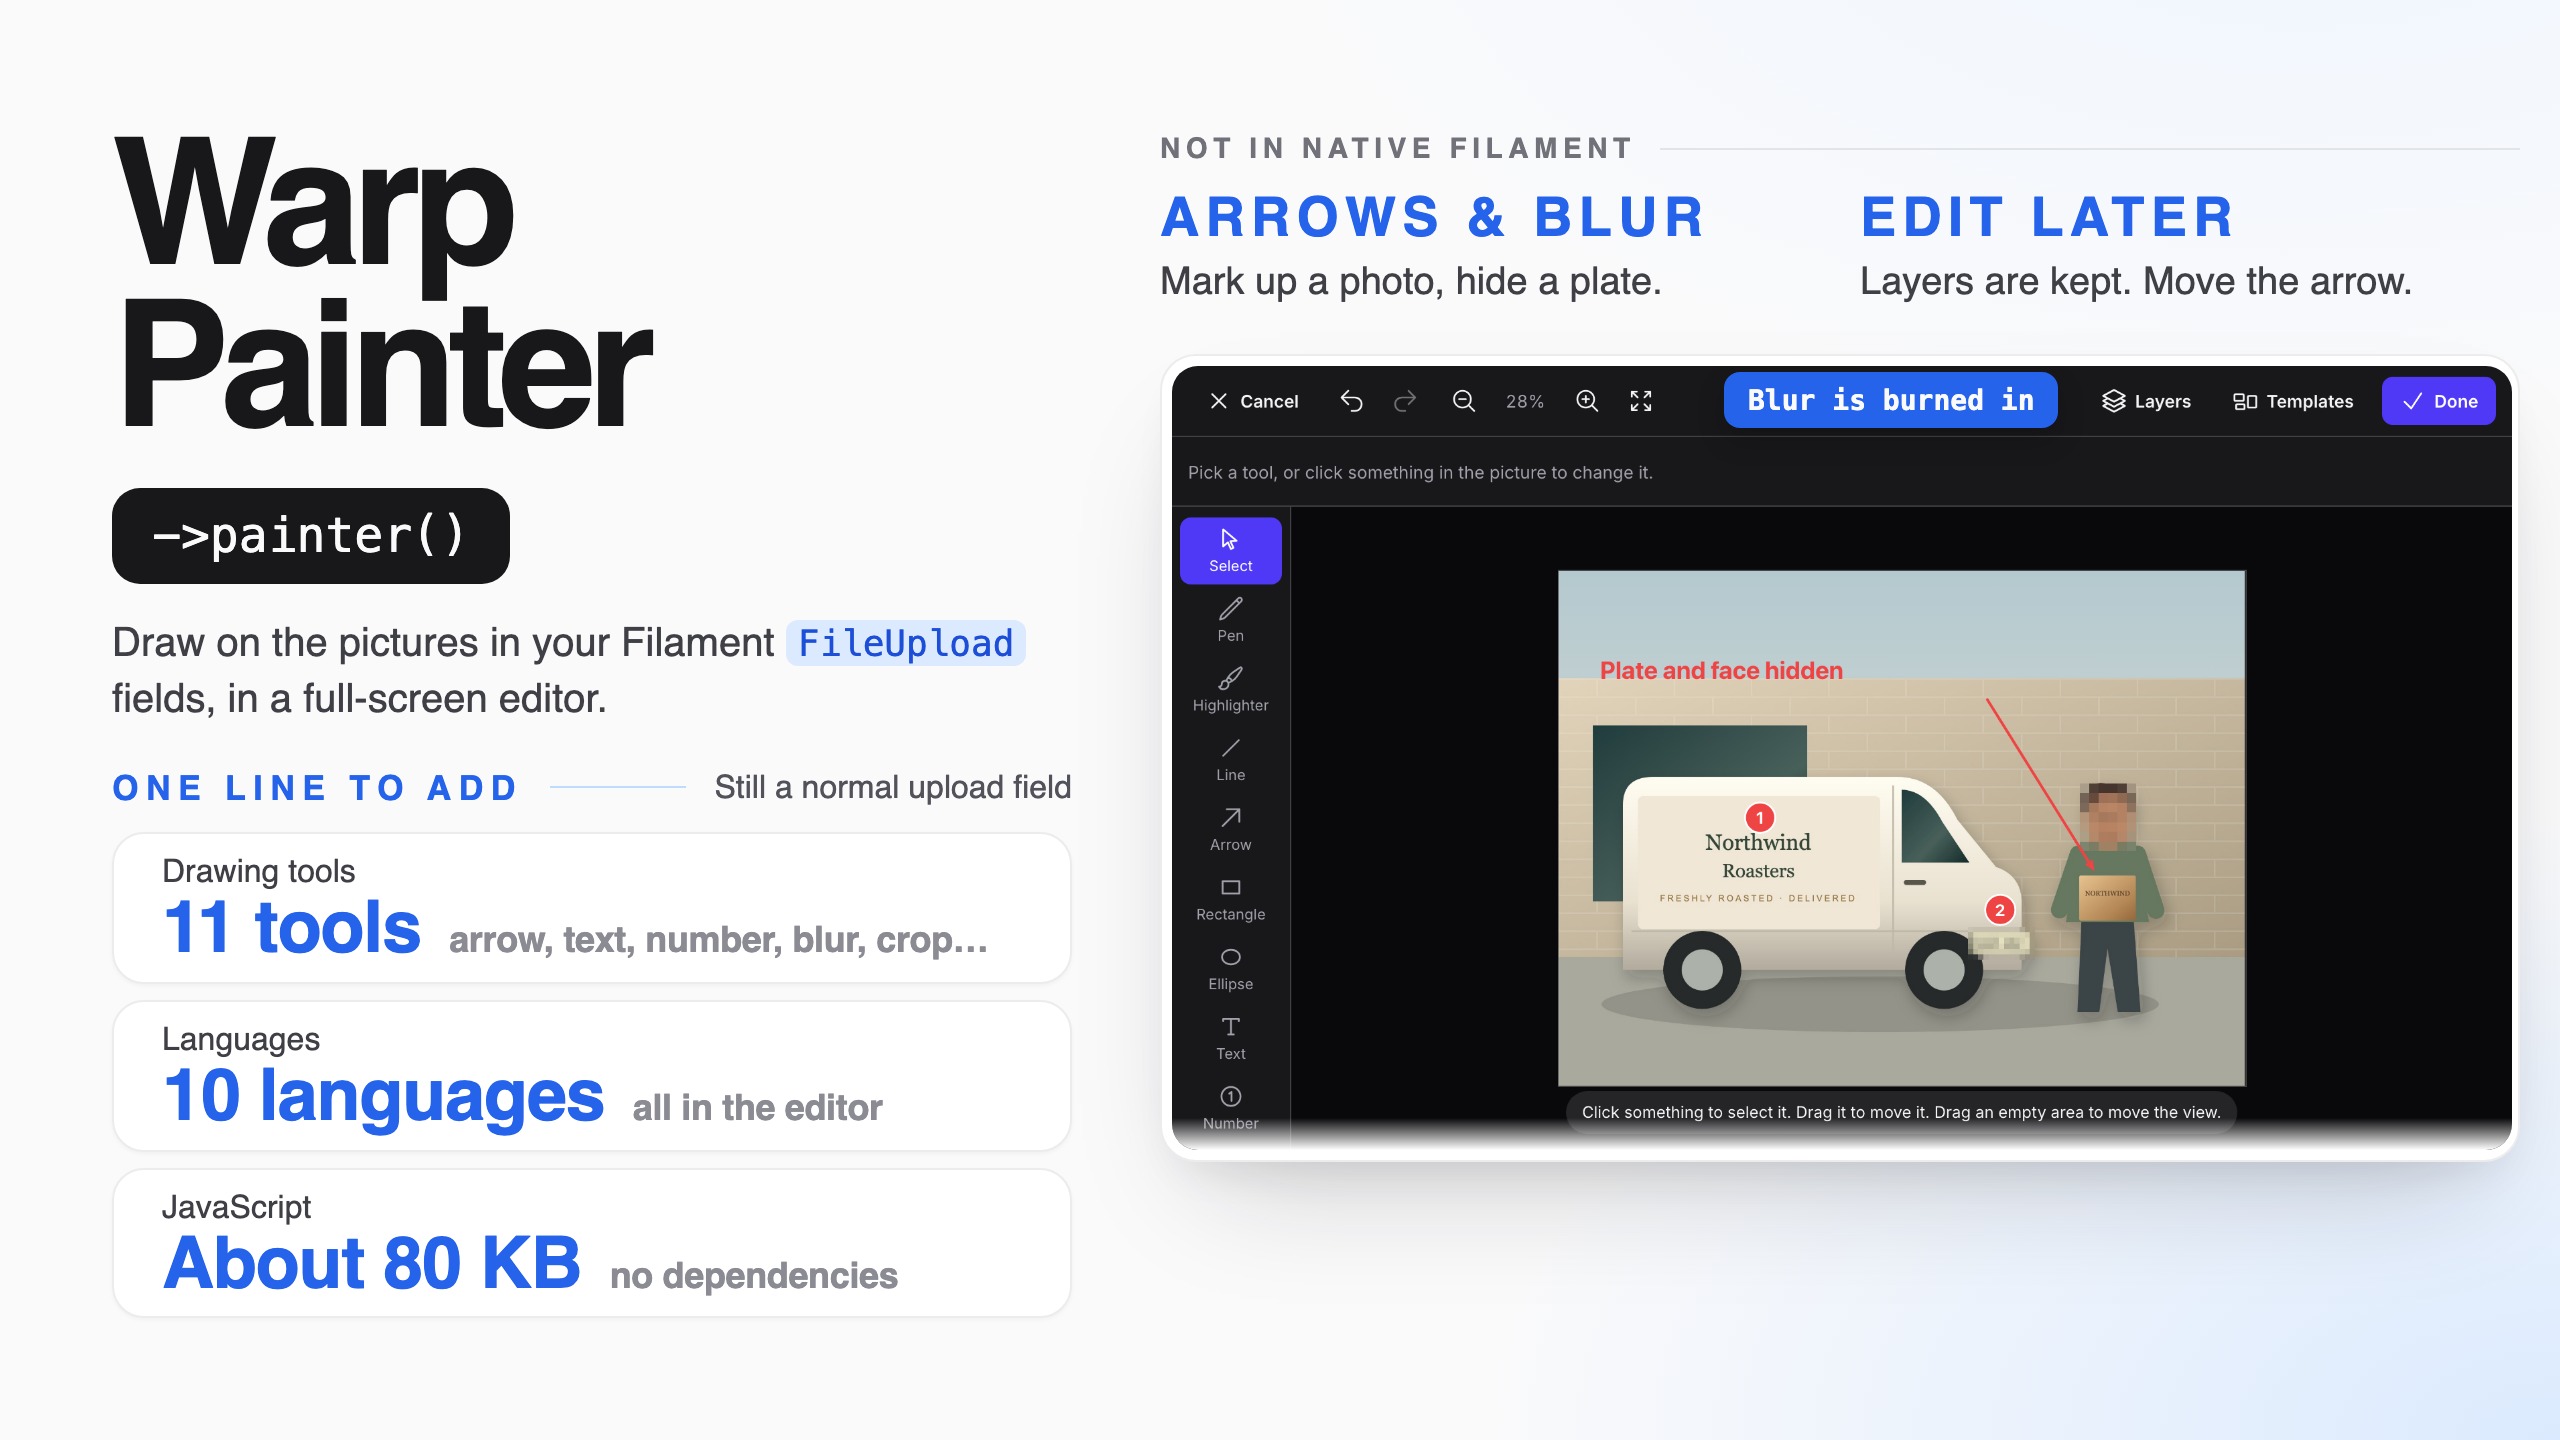 Warp
Painter
->painter()
Draw on the pictures in your Filament FileUpload
fields, in a full-screen editor.
ONE LINE TO ADD
Still a normal upload field
Drawing tools
11 tools arrow, text, number, blur, crop...
Languages
10 languages all in the editor
JavaScript
About 80 KB no dependencies
NOT IN NATIVE FILAMENT
ARROWS & BLUR
Mark up a photo, hide a plate.
EDIT LATER
Layers are kept. Move the arrow.
Cancel
28%
Blur is burned in
Layers
Templates
Done
Pick a tool, or click something in the picture to change it.
Select
Pen
Highlighter
Line
Arrow
Rectangle
Ellipse
Text
1
Number
Plate and face hidden
1
Northwind
Roasters
FRESHLY ROASTED · DELIVERED
2
NORTHWIND
Click something to select it. Drag it to move it. Drag an empty area to move the view.